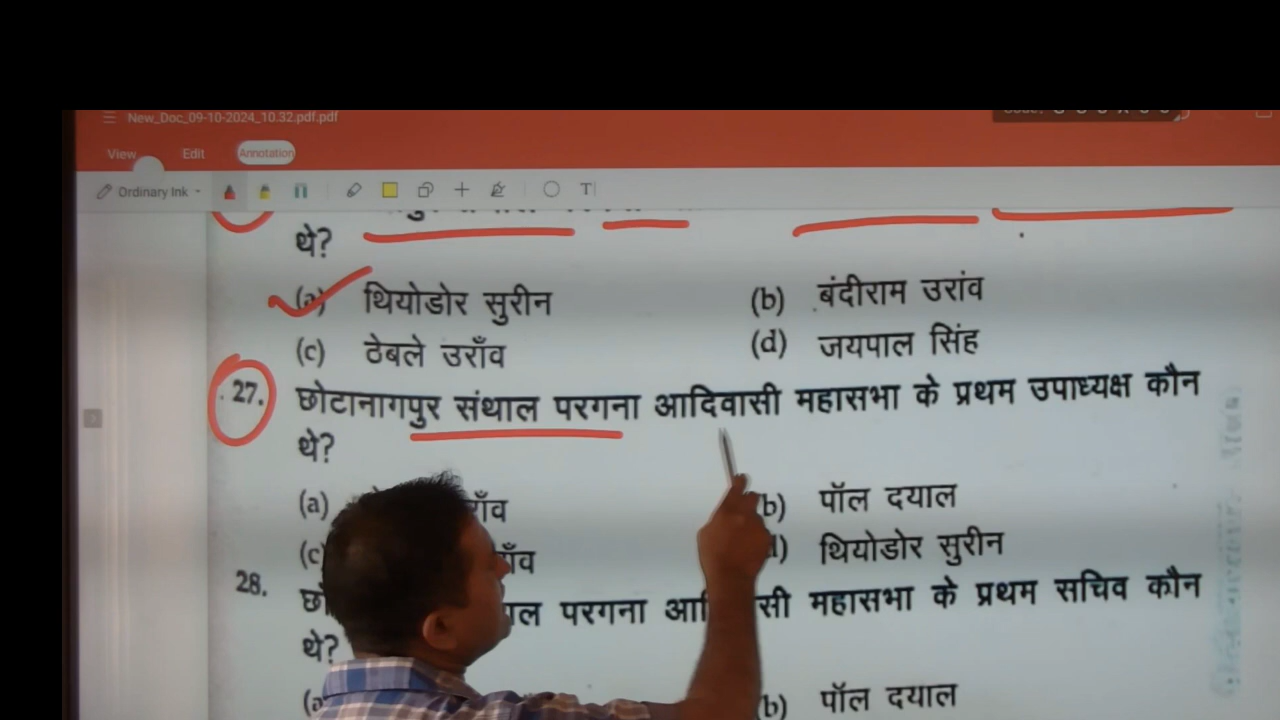 New_Doc_09-10-2024_10.32.pdf.pdf
View Edit Annotation
Ordinary Ink
थे?
(a) थियोडोर सुरीन (b) बंदीराम उरांव
(c) ठेबले उराँव (d) जयपाल सिंह
27. छोटानागपुर संथाल परगना आदिवासी महासभा के प्रथम उपाध्यक्ष कौन
थे?
(a) (b) पॉल दयाल
(c) थियोडोर सुरीन
28. परगना महासभा के प्रथम सचिव कौन
थे?
(b) पॉल दयाल